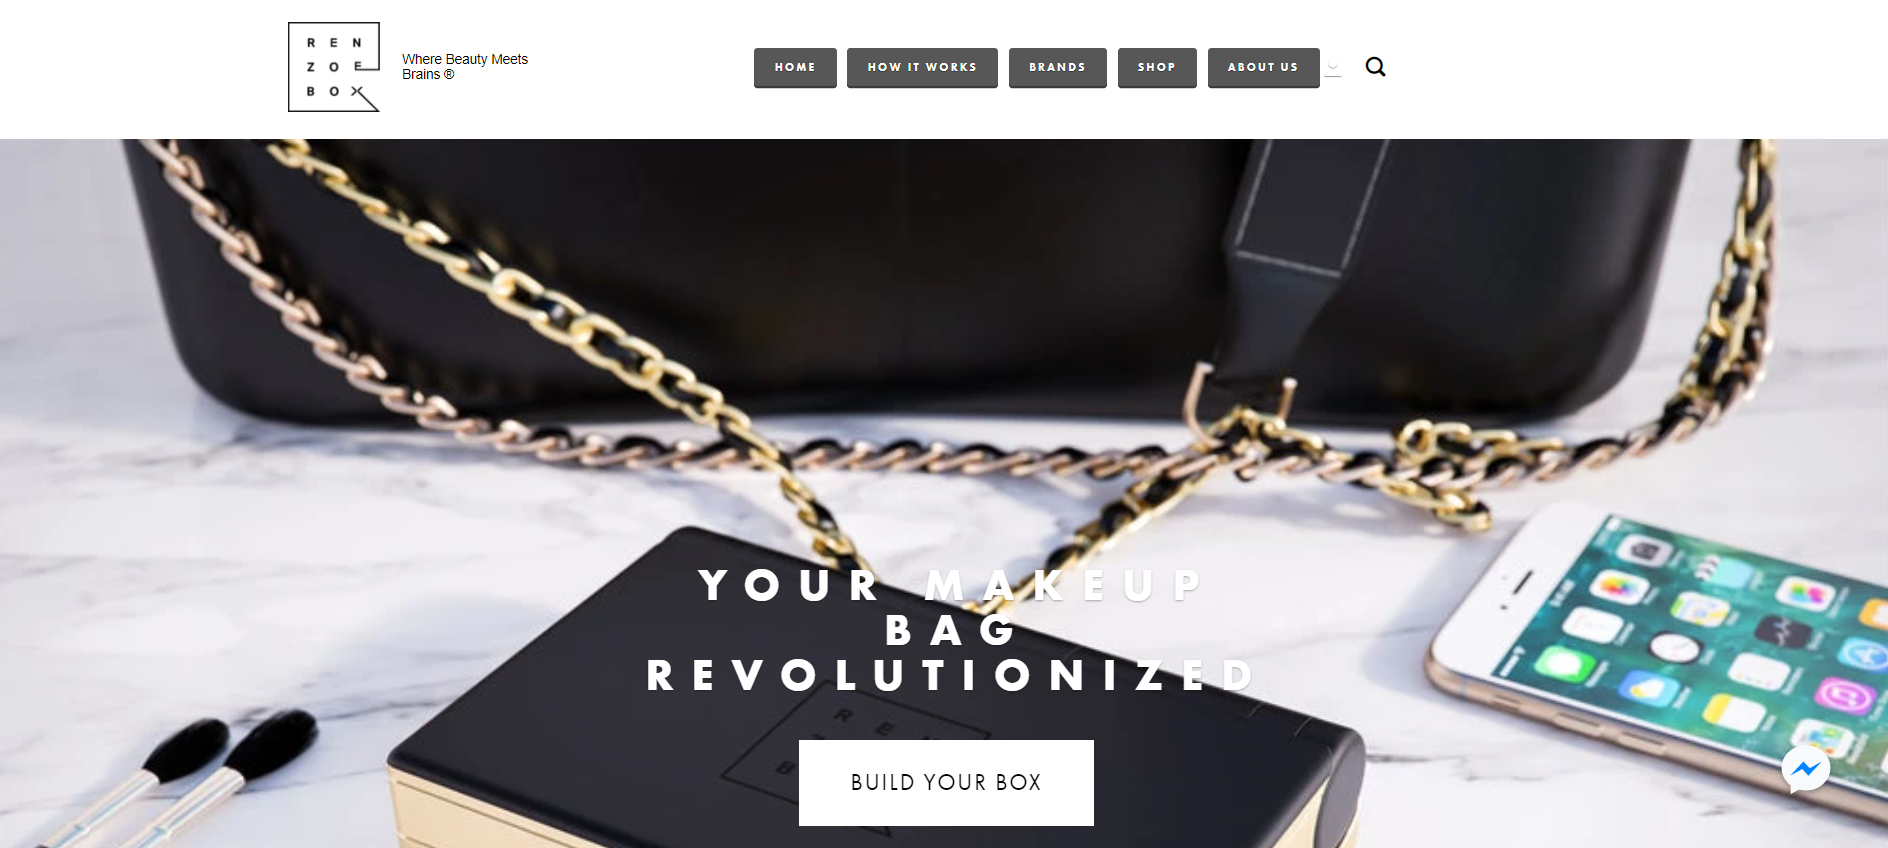 R E N
Z O E
B O X
Where Beauty Meets
Brains ®
HOME
HOW IT WORKS
BRANDS
SHOP
ABOUT US
YOUR MAKEUP
BAG
REVOLUTIONIZED
R E N
B
BUILD YOUR BOX